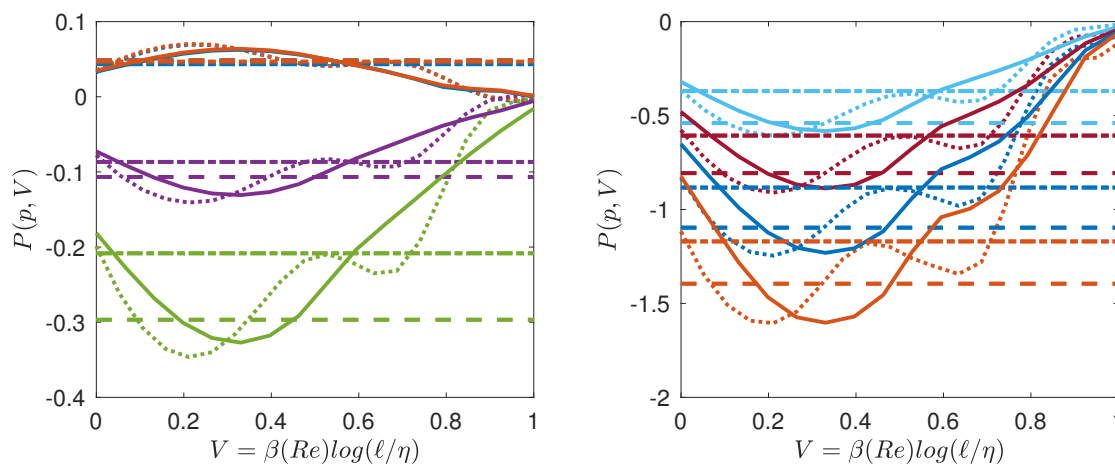 0.1
0
-0.1
-0.2
-0.3
-0.4
P(p, V)
0 0.2 0.4 0.6 0.8 1
V = β(Re)log(ℓ/η)
0
-0.5
-1
-1.5
-2
P(p, V)
0 0.2 0.4 0.6 0.8 1
V = β(Re)log(ℓ/η)